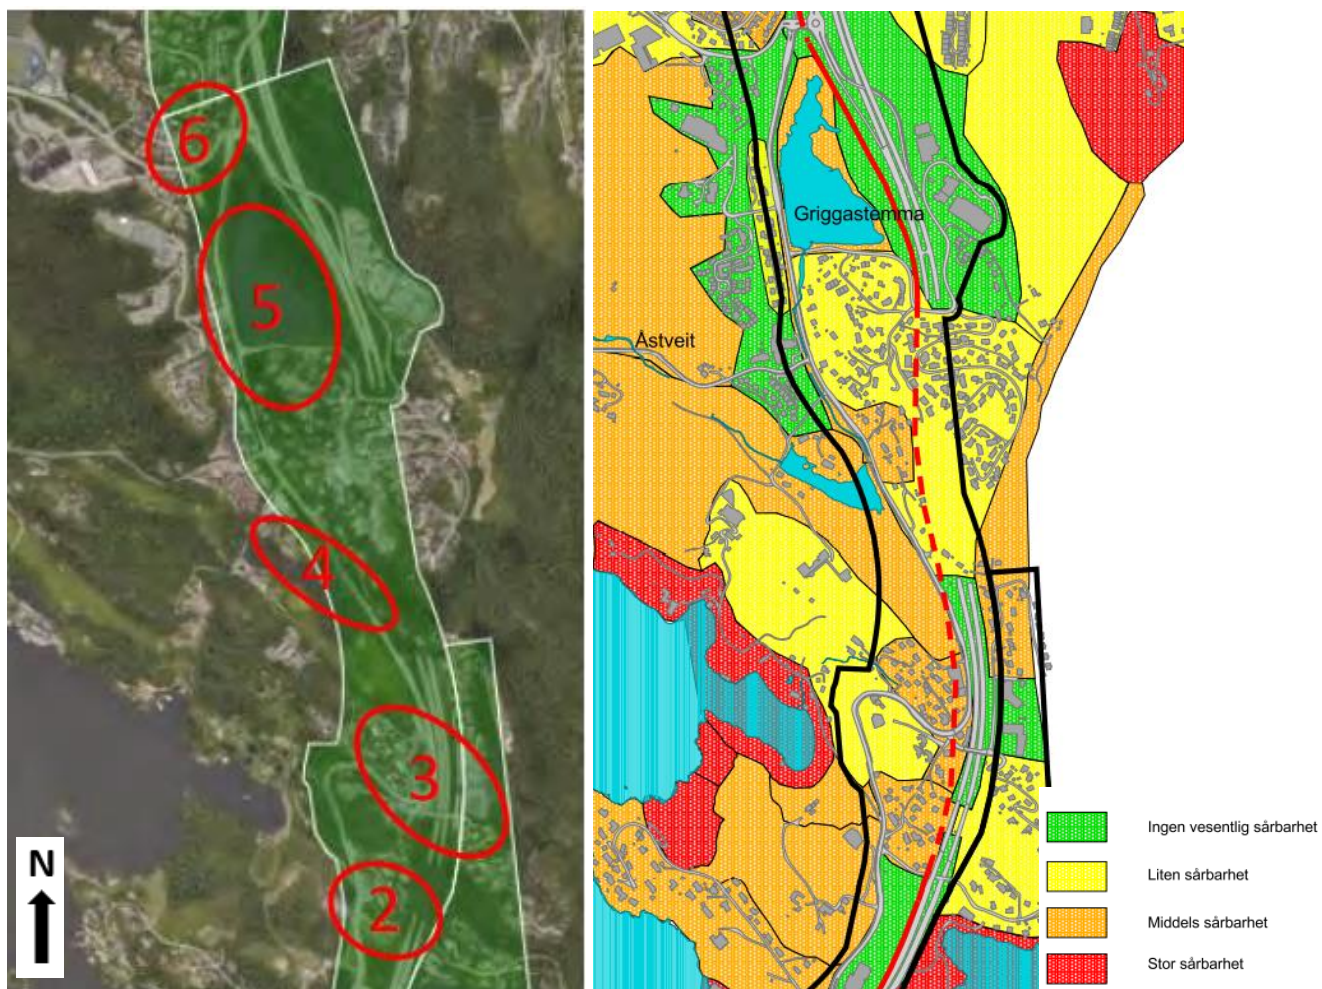 6
5
4
3
2
N
Griggastemma
Åstveit
Ingen vesentlig sårbarhet
Liten sårbarhet
Middels sårbarhet
Stor sårbarhet